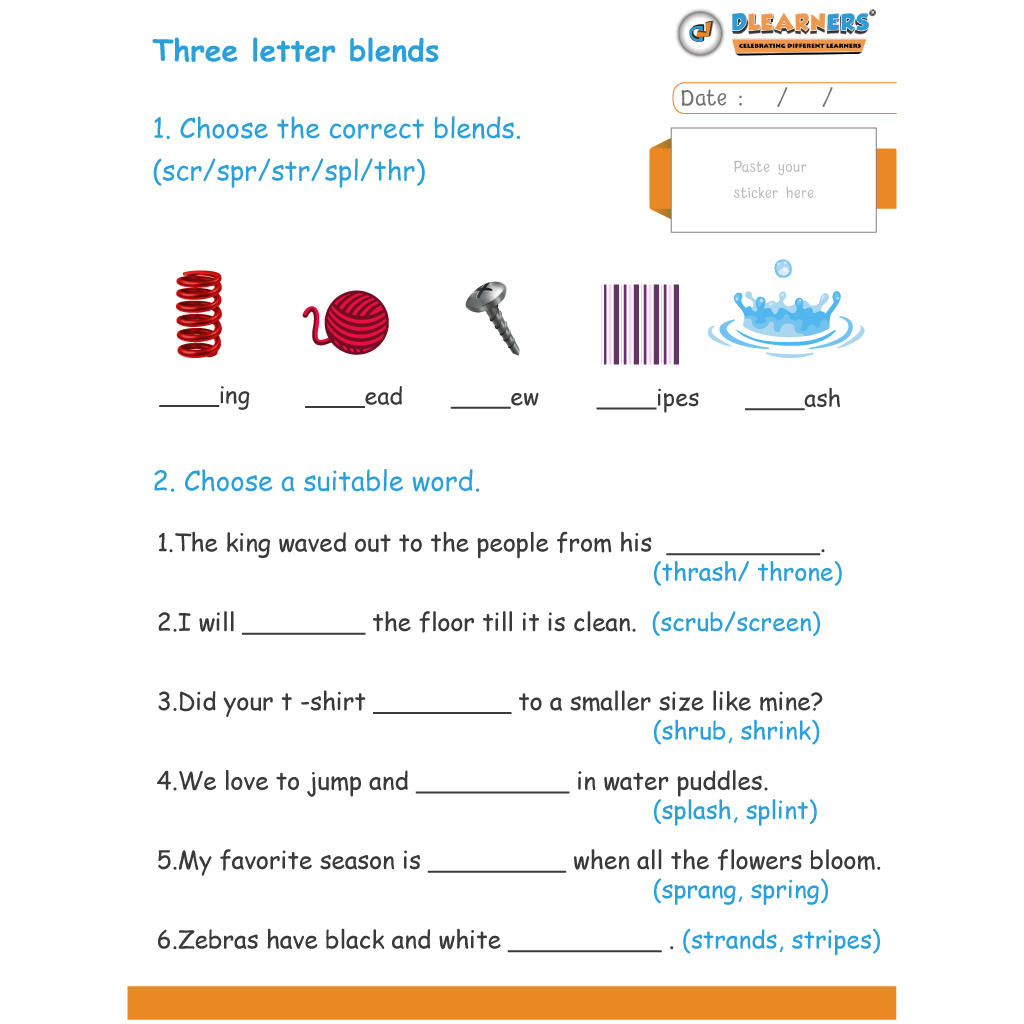 DLEARNERS
CELEBRATING DIFFERENT LEARNERS
Three letter blends
Date : / /
1. Choose the correct blends.
(scr/spr/str/spl/thr)
Paste your
sticker here
_____ing _____ead _____ew _____ipes _____ash
2. Choose a suitable word.
1.The king waved out to the people from his ___________.
(thrash/ throne)
2.I will _________ the floor till it is clean. (scrub/screen)
3.Did your t -shirt __________ to a smaller size like mine?
(shrub, shrink)
4.We love to jump and ___________ in water puddles.
(splash, splint)
5.My favorite season is __________ when all the flowers bloom.
(sprang, spring)
6.Zebras have black and white ___________ . (strands, stripes)